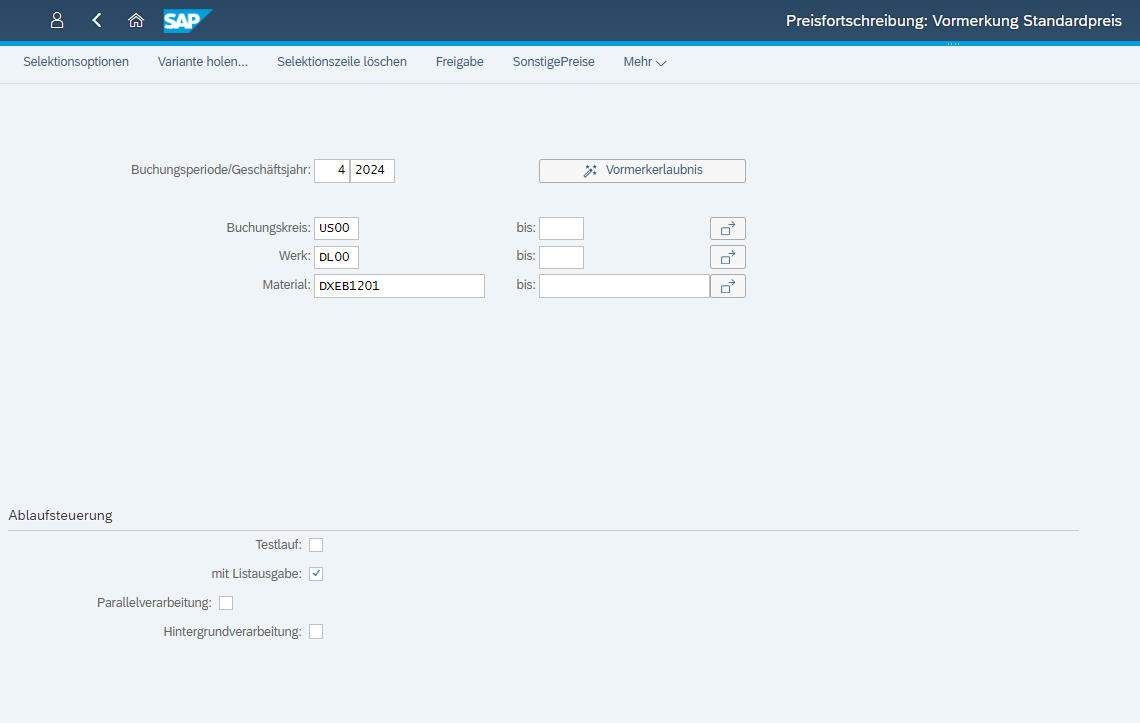 SAP Preisfortschreibung: Vormerkung Standardpreis
Selektionsoptionen Variante holen... Selektionszeile löschen Freigabe SonstigePreise Mehr
Buchungsperiode/Geschäftsjahr: 4 2024 Vormerkerlaubnis
Buchungskreis: US00 bis:
Werk: DL00 bis:
Material: DXEB1201 bis:
Ablaufsteuerung
Testlauf:
mit Listausgabe:
Parallelverarbeitung:
Hintergrundverarbeitung: